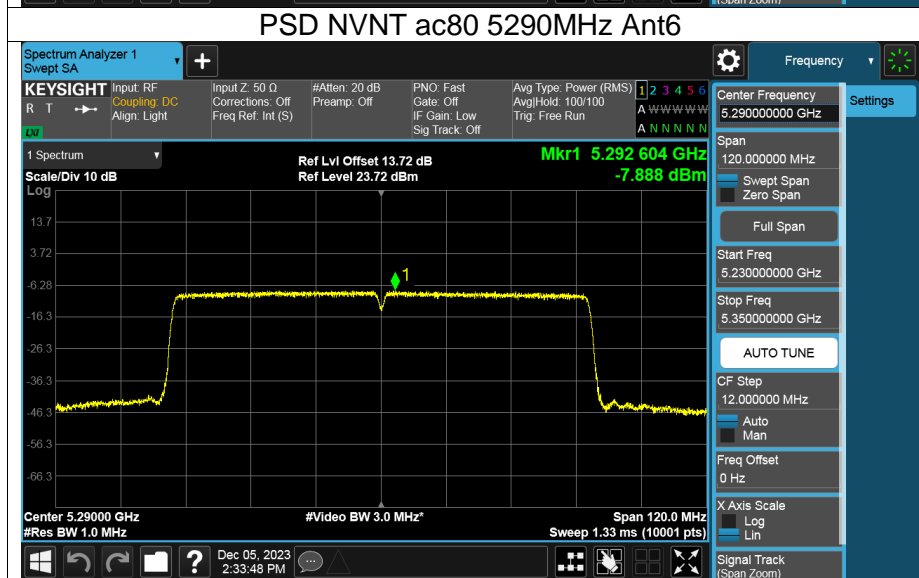 (Span Zoom)
PSD NVNT ac80 5290MHz Ant6
Spectrum Analyzer 1
Swept SA
+
Frequency
KEYSIGHT
R T
LXI
Input: RF
Coupling: DC
Align: Light
Input Z: 50 Ω
Corrections: Off
Freq Ref: Int (S)
#Atten: 20 dB
Preamp: Off
PNO: Fast
Gate: Off
IF Gain: Low
Sig Track: Off
Avg Type: Power (RMS)
Avg|Hold: 100/100
Trig: Free Run
1 2 3 4 5 6
A W W W W W
A N N N N N
1 Spectrum
Scale/Div 10 dB
Log
Ref Lvl Offset 13.72 dB
Ref Level 23.72 dBm
Mkr1 5.292 604 GHz
-7.888 dBm
13.7
3.72
-6.28
-16.3
-26.3
-36.3
-46.3
-56.3
-66.3
1
Center 5.29000 GHz
#Res BW 1.0 MHz
#Video BW 3.0 MHz*
Span 120.0 MHz
Sweep 1.33 ms (10001 pts)
Center Frequency
5.290000000 GHz
Settings
Span
120.000000 MHz
Swept Span
Zero Span
Full Span
Start Freq
5.230000000 GHz
Stop Freq
5.350000000 GHz
AUTO TUNE
CF Step
12.000000 MHz
Auto
Man
Freq Offset
0 Hz
X Axis Scale
Log
Lin
Signal Track
(Span Zoom)
?
Dec 05, 2023
2:33:48 PM